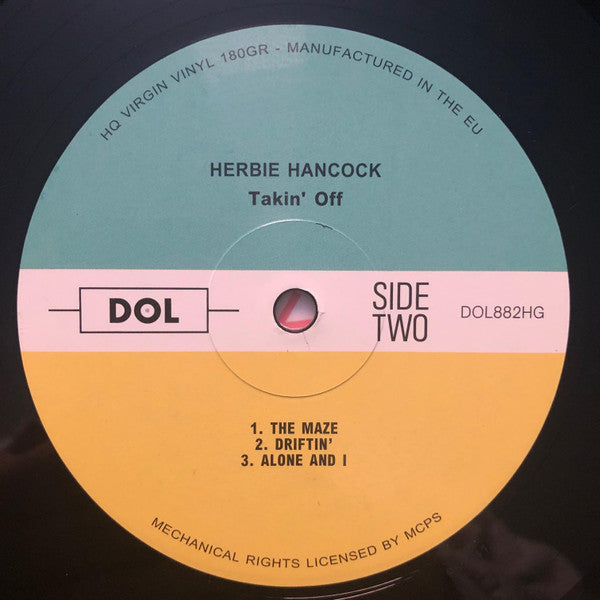 HQ VIRGIN VINYL 180GR - MANUFACTURED IN THE EU
HERBIE HANCOCK
Takin' Off
DOL
SIDE
TWO
DOL882HG
1. THE MAZE
2. DRIFTIN'
3. ALONE AND I
MECHANICAL RIGHTS LICENSED BY MCPS